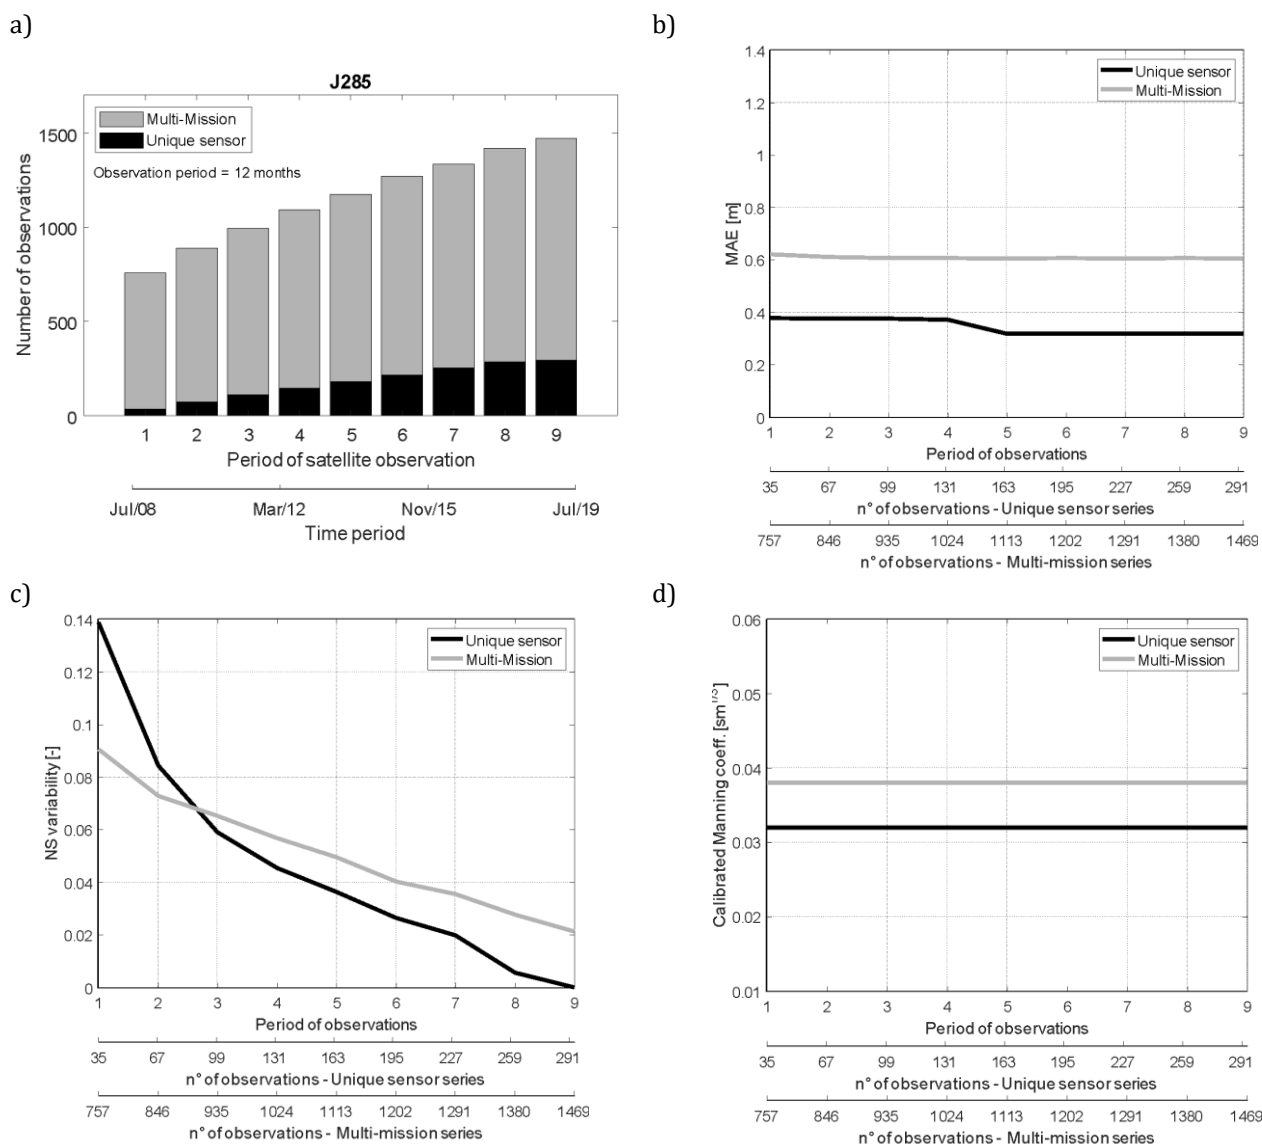 a)
J285
Multi-Mission
Unique sensor
Observation period = 12 months
Number of observations
1500
1000
500
0
1 2 3 4 5 6 7 8 9
Period of satellite observation
Jul/08 Mar/12 Nov/15 Jul/19
Time period
b)
Unique sensor
Multi-Mission
MAE [m]
1.4
1.2
1
0.8
0.6
0.4
0.2
0
1 2 3 4 5 6 7 8 9
Period of observations
35 67 99 131 163 195 227 259 291
n° of observations - Unique sensor series
757 846 935 1024 1113 1202 1291 1380 1469
n° of observations - Multi-mission series
c)
Unique sensor
Multi-Mission
NS variability [-]
0.14
0.12
0.1
0.08
0.06
0.04
0.02
0
1 2 3 4 5 6 7 8 9
Period of observations
35 67 99 131 163 195 227 259 291
n° of observations - Unique sensor series
757 846 935 1024 1113 1202 1291 1380 1469
n° of observations - Multi-mission series
d)
Unique sensor
Multi-Mission
Calibrated Manning coeff. [sm^1/3]
0.06
0.05
0.04
0.03
0.02
0.01
1 2 3 4 5 6 7 8 9
Period of observations
35 67 99 131 163 195 227 259 291
n° of observations - Unique sensor series
757 846 935 1024 1113 1202 1291 1380 1469
n° of observations - Multi-mission series